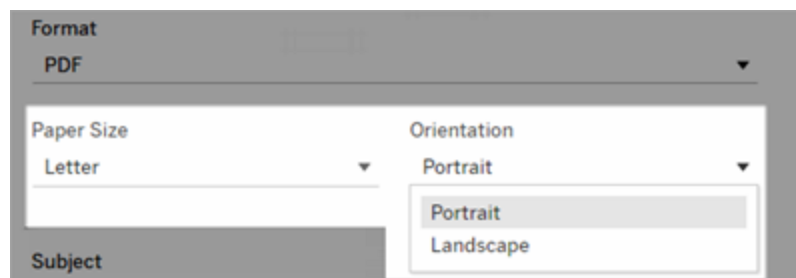 Format
PDF
Paper Size
Letter
Orientation
Portrait
Portrait
Landscape
Subject